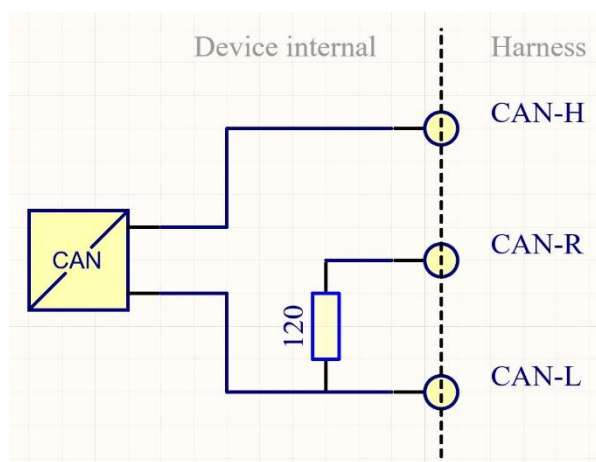 Device internal
Harness
CAN-H
CAN
CAN-R
120
CAN-L